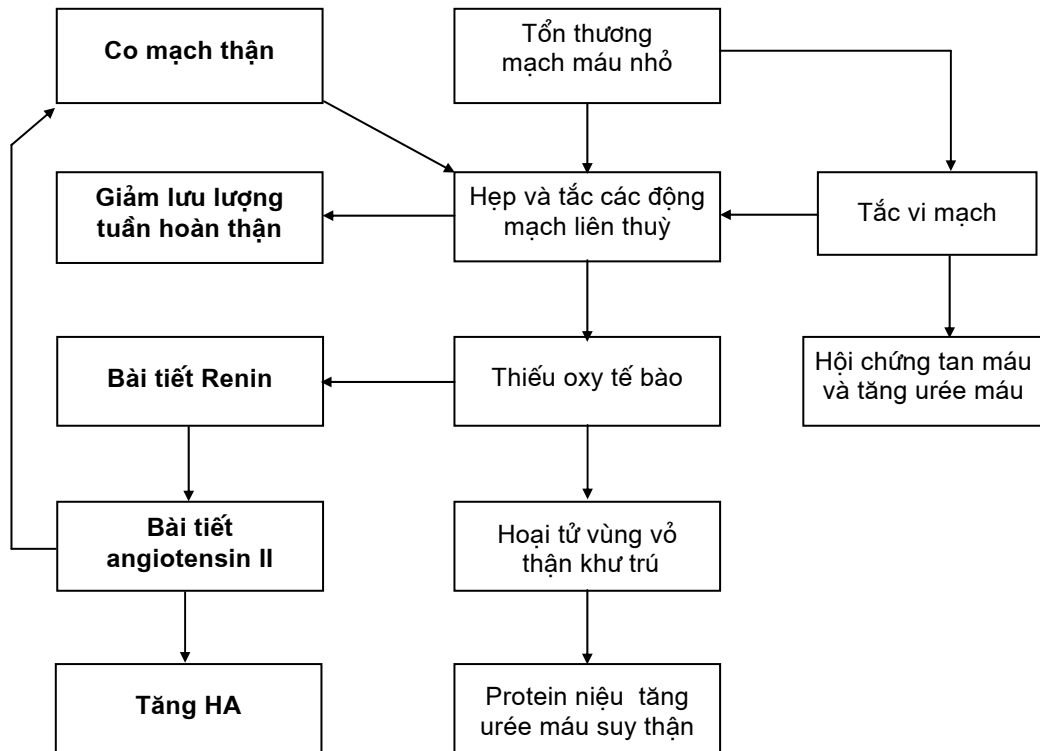 Co mạch thận
Tổn thương
mạch máu nhỏ
Giảm lưu lượng
tuần hoàn thận
Hẹp và tắc các động
mạch liên thuỳ
Tắc vi mạch
Bài tiết Renin
Thiếu oxy tế bào
Hội chứng tan máu
và tăng urée máu
Bài tiết
angiotensin II
Hoại tử vùng vỏ
thận khư trú
Tăng HA
Protein niệu tăng
urée máu suy thận